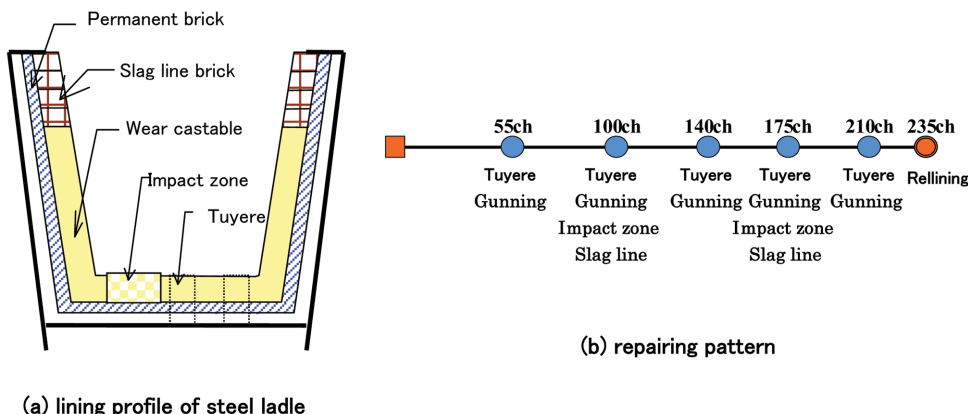 Permanent brick
Slag line brick
Wear castable
Impact zone
Tuyere
(a) lining profile of steel ladle
55ch 100ch 140ch 175ch 210ch 235ch
Tuyere Tuyere Tuyere Tuyere Tuyere Rellining
Gunning Gunning Gunning Gunning Gunning
Impact zone Impact zone
Slag line Slag line
(b) repairing pattern